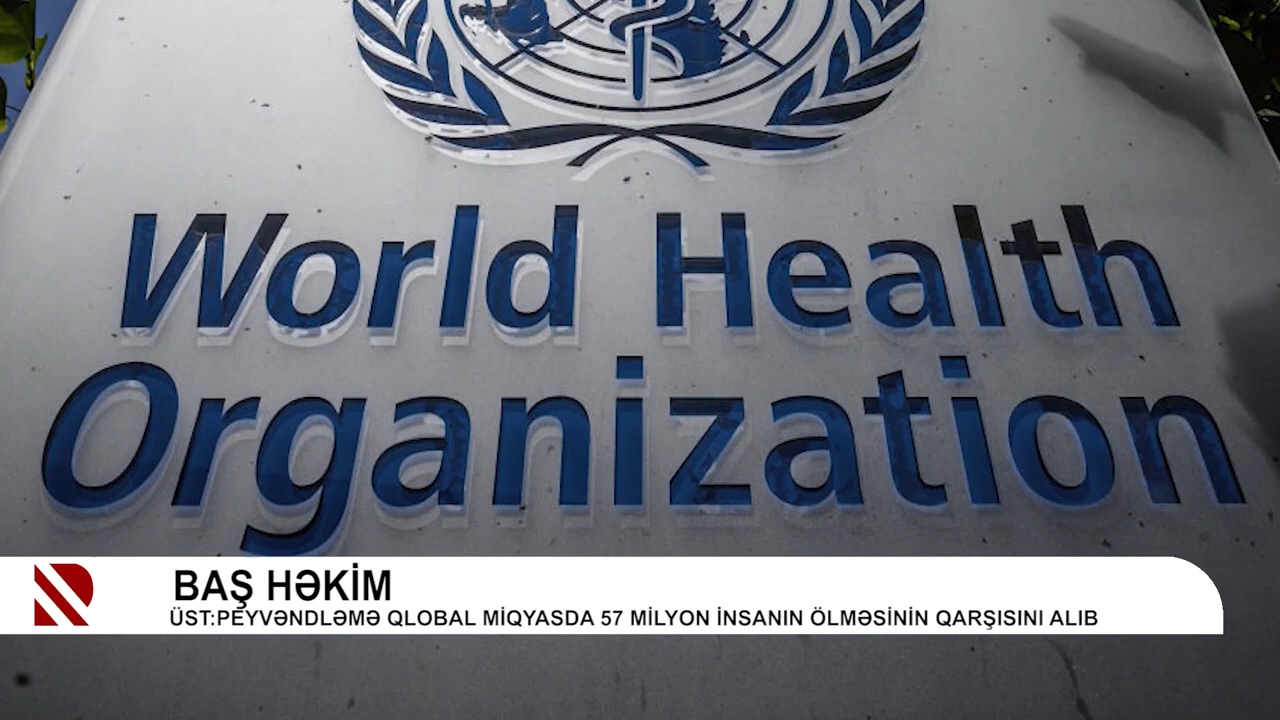 World Health
Organization
BAŞ HƏKİM
ÜST:PEYVƏNDLƏMƏ QLOBAL MİQYASDA 57 MİLYON İNSANIN ÖLMƏSİNİN QARŞISINI ALIB